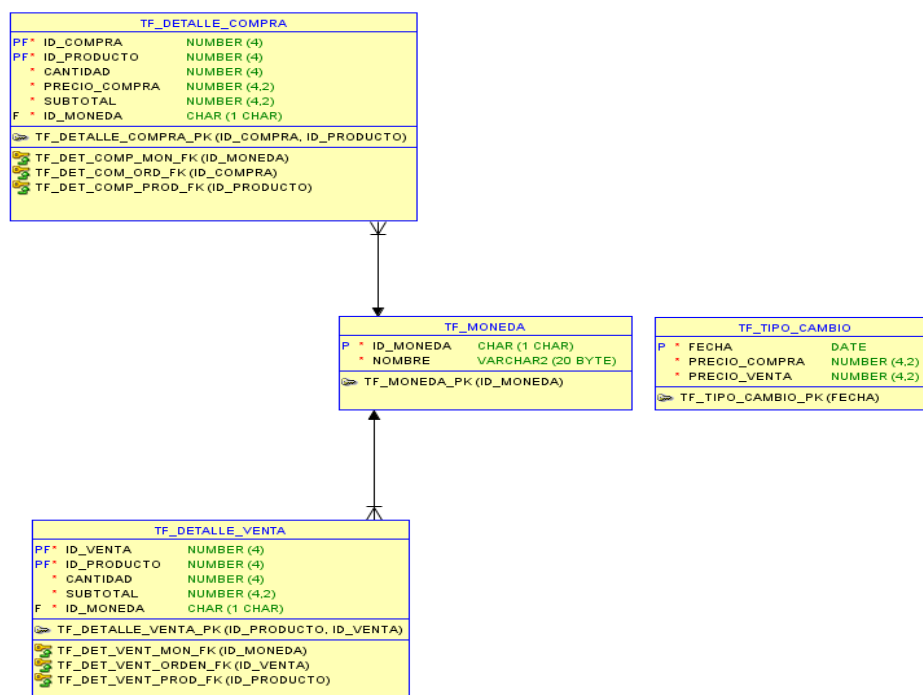 TF_DETALLE_COMPRA
PF* ID_COMPRA NUMBER (4)
PF* ID_PRODUCTO NUMBER (4)
* CANTIDAD NUMBER (4)
* PRECIO_COMPRA NUMBER (4,2)
* SUBTOTAL NUMBER (4,2)
F * ID_MONEDA CHAR (1 CHAR)
TF_DETALLE_COMPRA_PK (ID_COMPRA, ID_PRODUCTO)
TF_DET_COMP_MON_FK (ID_MONEDA)
TF_DET_COM_ORD_FK (ID_COMPRA)
TF_DET_COMP_PROD_FK (ID_PRODUCTO)
TF_MONEDA
P * ID_MONEDA CHAR (1 CHAR)
* NOMBRE VARCHAR2 (20 BYTE)
TF_MONEDA_PK (ID_MONEDA)
TF_TIPO_CAMBIO
P * FECHA DATE
* PRECIO_COMPRA NUMBER (4,2)
* PRECIO_VENTA NUMBER (4,2)
TF_TIPO_CAMBIO_PK (FECHA)
TF_DETALLE_VENTA
PF* ID_VENTA NUMBER (4)
PF* ID_PRODUCTO NUMBER (4)
* CANTIDAD NUMBER (4)
* SUBTOTAL NUMBER (4,2)
F * ID_MONEDA CHAR (1 CHAR)
TF_DETALLE_VENTA_PK (ID_PRODUCTO, ID_VENTA)
TF_DET_VENT_MON_FK (ID_MONEDA)
TF_DET_VENT_ORDEN_FK (ID_VENTA)
TF_DET_VENT_PROD_FK (ID_PRODUCTO)